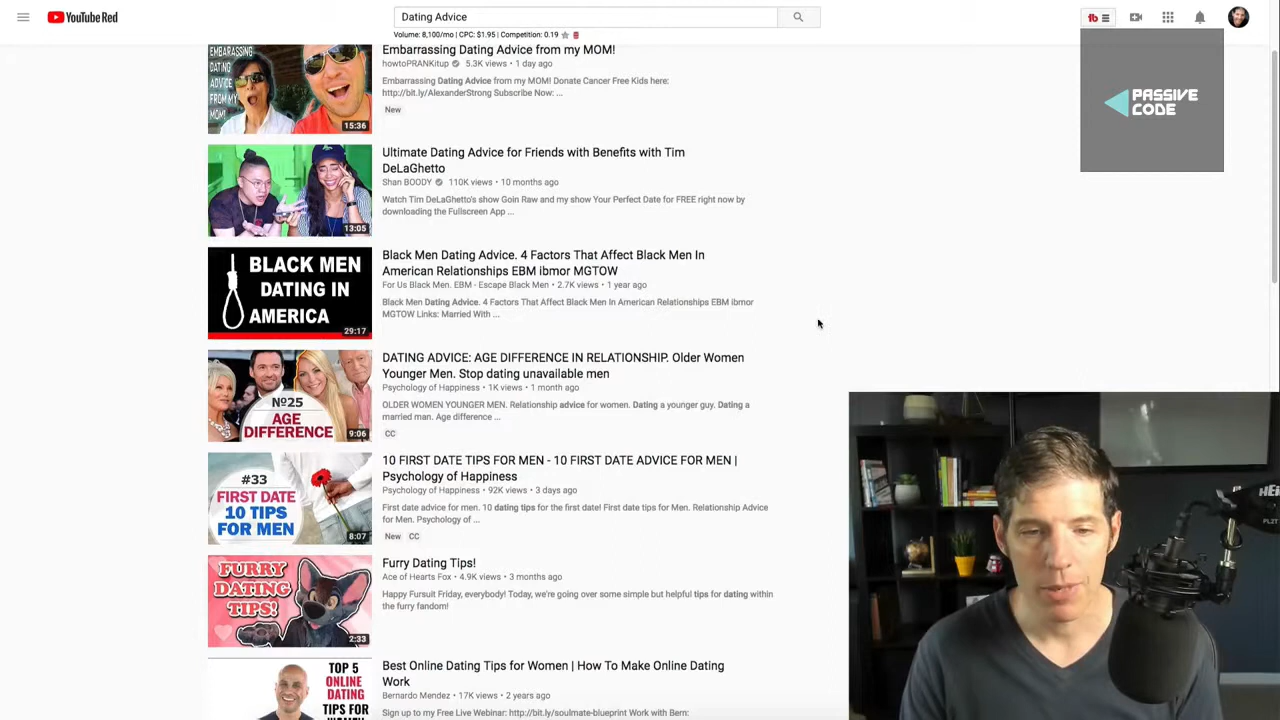 YouTube Red
Dating Advice
tb
Volume: 8,100/mo | CPC: $1.95 | Competition: 0.19
PASSIVE
CODE
EMBARASSING
DATING
ADVICE
FROM MY
MOM!
15:36
Embarrassing Dating Advice from my MOM!
howtoPRANKitup 5.3K views • 1 day ago
Embarrassing Dating Advice from my MOM! Donate Cancer Free Kids here:
http://bit.ly/AlexanderStrong Subscribe Now: ...
New
13:05
Ultimate Dating Advice for Friends with Benefits with Tim
DeLaGhetto
Shan BOODY 110K views • 10 months ago
Watch Tim DeLaGhetto's show Goin Raw and my show Your Perfect Date for FREE right now by
downloading the Fullscreen App ...
BLACK MEN
DATING IN
AMERICA
29:17
Black Men Dating Advice. 4 Factors That Affect Black Men In
American Relationships EBM ibmor MGTOW
For Us Black Men. EBM - Escape Black Men • 2.7K views • 1 year ago
Black Men Dating Advice. 4 Factors That Affect Black Men In American Relationships EBM ibmor
MGTOW Links: Married With ...
Nº25
AGE
DIFFERENCE
9:06
DATING ADVICE: AGE DIFFERENCE IN RELATIONSHIP. Older Women
Younger Men. Stop dating unavailable men
Psychology of Happiness • 1K views • 1 month ago
OLDER WOMEN YOUNGER MEN. Relationship advice for women. Dating a younger guy. Dating a
married man. Age difference ...
CC
#33
FIRST DATE
10 TIPS
FOR MEN
8:07
10 FIRST DATE TIPS FOR MEN - 10 FIRST DATE ADVICE FOR MEN |
Psychology of Happiness
Psychology of Happiness • 92K views • 3 days ago
First date advice for men. 10 dating tips for the first date! First date tips for Men. Relationship Advice
for Men. Psychology of ...
New CC
FURRY
DATING
TIPS!
2:33
Furry Dating Tips!
Ace of Hearts Fox • 4.9K views • 3 months ago
Happy Fursuit Friday, everybody! Today, we're going over some simple but helpful tips for dating within
the furry fandom!
TOP 5
ONLINE
DATING
TIPS FOR
Best Online Dating Tips for Women | How To Make Online Dating
Work
Bernardo Mendez • 17K views • 2 years ago
Sign up to my Free Live Webinar: http://bit.ly/soulmate-blueprint Work with Bern: